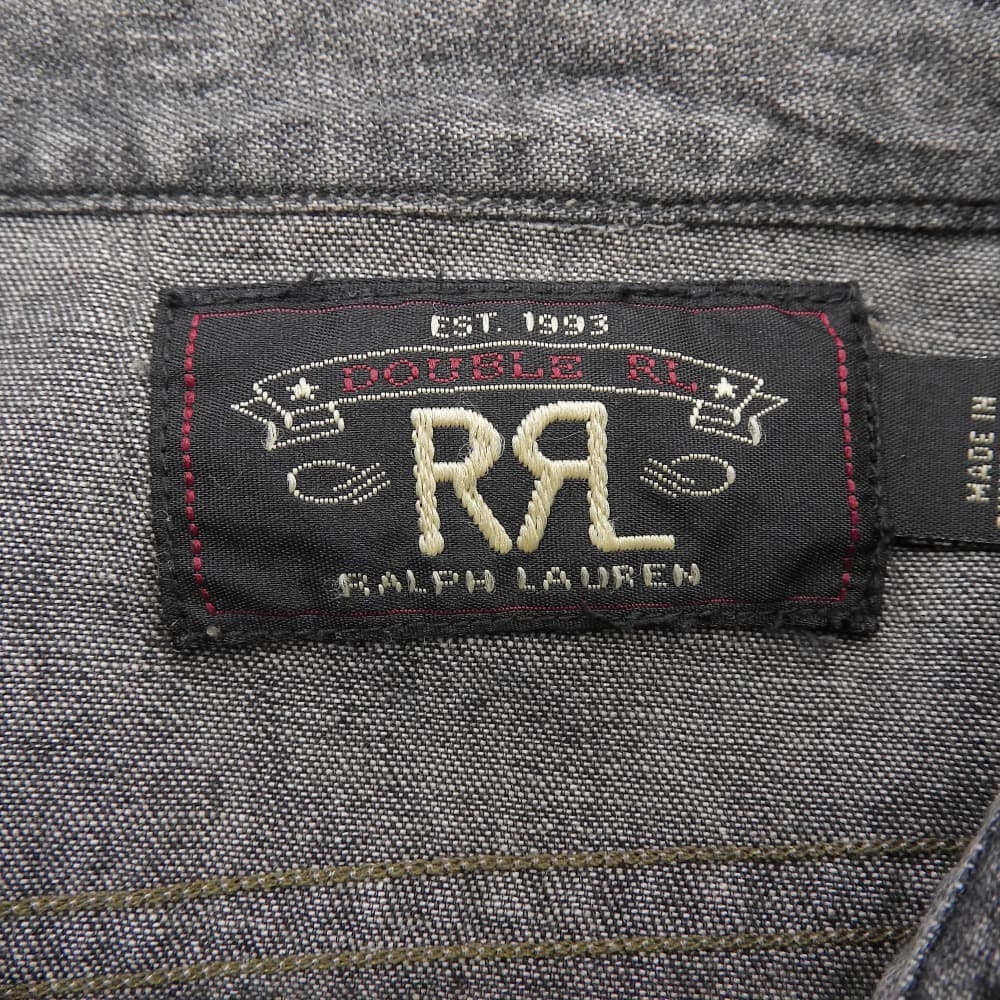 EST. 1993
DOUBLE RL
RRL
RALPH LAUREN
MADE IN